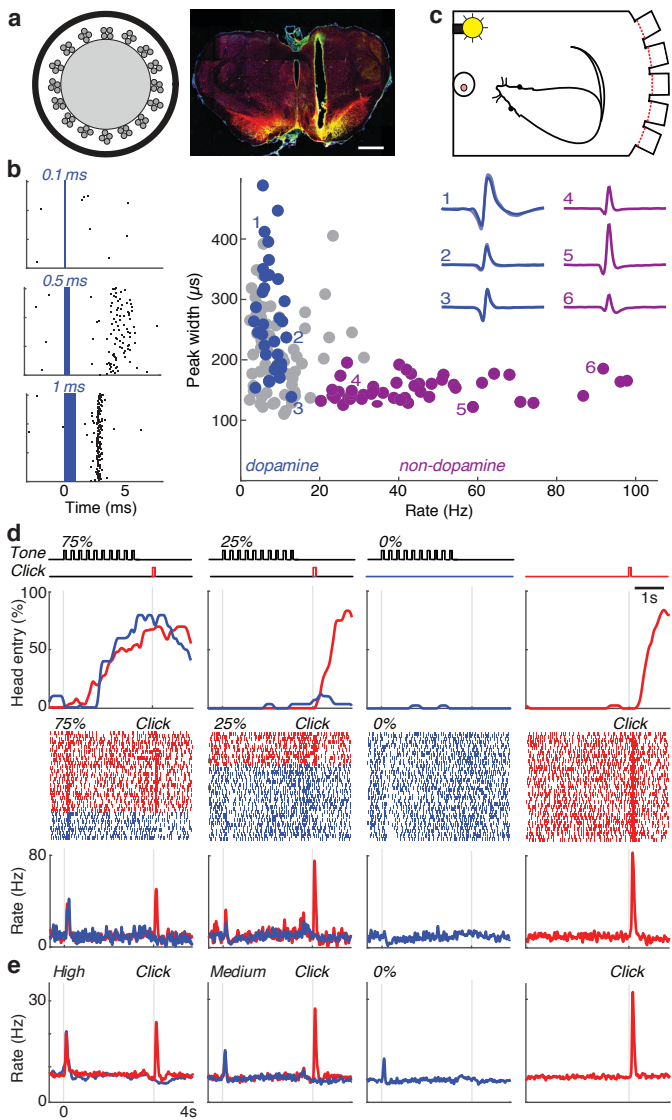 a
c
b
0.1 ms
0.5 ms
1 ms
0
5
Time (ms)
Peak width (µs)
400
300
200
100
1
2
3
4
5
6
1
2
3
4
5
6
dopamine
non-dopamine
0
20
40
60
80
100
Rate (Hz)
d
75%
25%
0%
Tone
Click
1s
Head entry (%)
100
50
0
75%
Click
25%
Click
0%
Click
Rate (Hz)
80
0
e
High
Click
Medium
Click
0%
Click
Rate (Hz)
30
0
0
4s